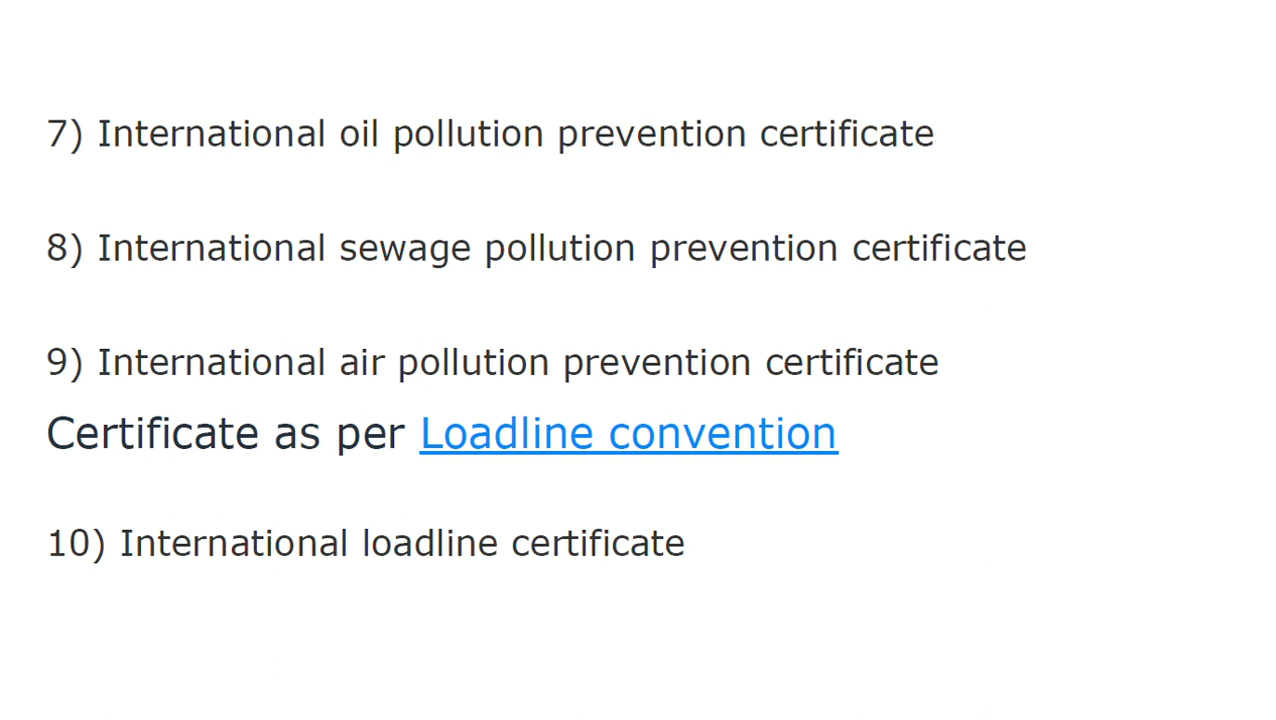 7) International oil pollution prevention certificate
8) International sewage pollution prevention certificate
9) International air pollution prevention certificate
Certificate as per Loadline convention
10) International loadline certificate